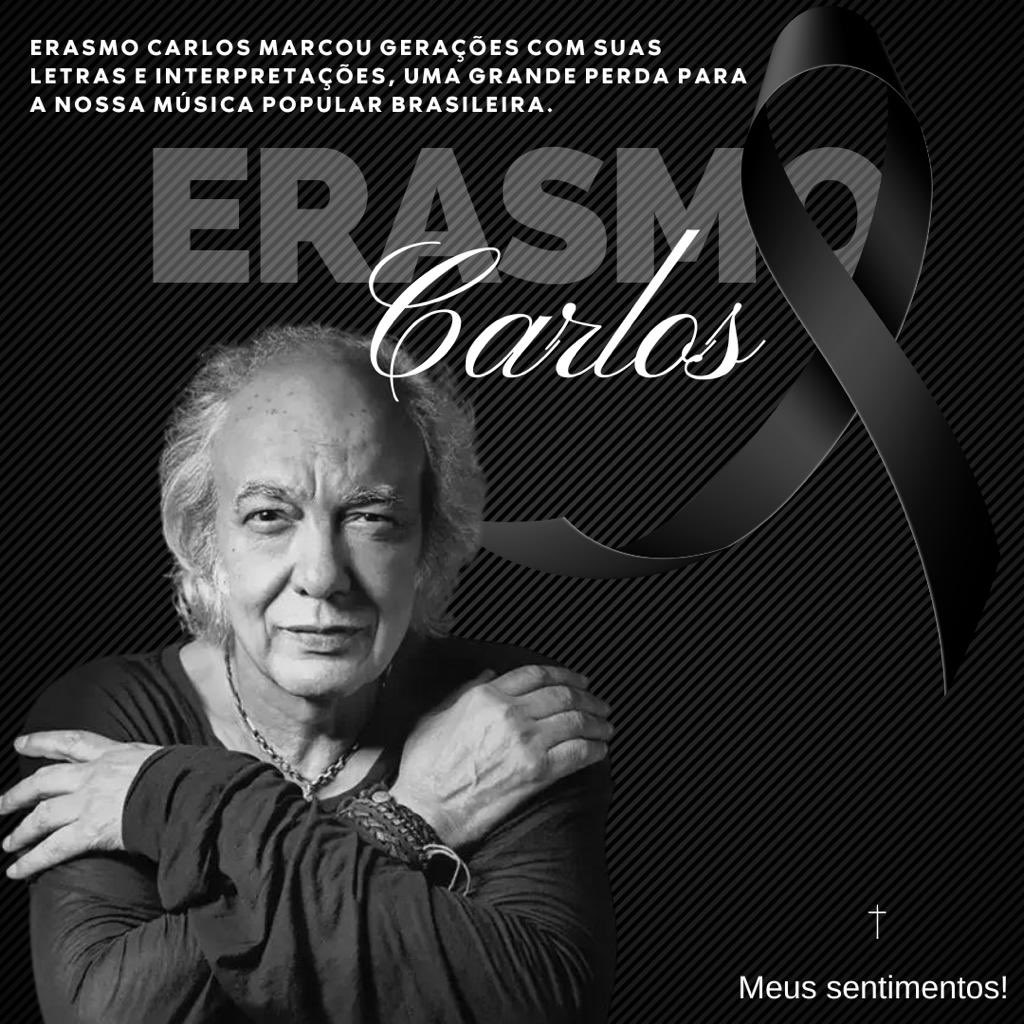 ERASMO CARLOS MARCOU GERAÇÕES COM SUAS
LETRAS E INTERPRETAÇÕES, UMA GRANDE PERDA PARA
A NOSSA MÚSICA POPULAR BRASILEIRA.
ERASMO
Carlos
Meus sentimentos!